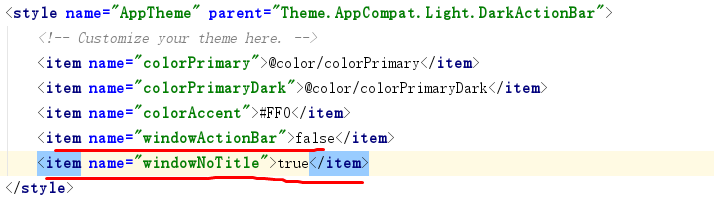 <style name="AppTheme" parent="Theme.AppCompat.Light.DarkActionBar">
<!-- Customize your theme here. -->
<item name="colorPrimary">@color/colorPrimary</item>
<item name="colorPrimaryDark">@color/colorPrimaryDark</item>
<item name="colorAccent">#FF0</item>
<item name="windowActionBar">false</item>
<item name="windowNoTitle">true</item>
</style>